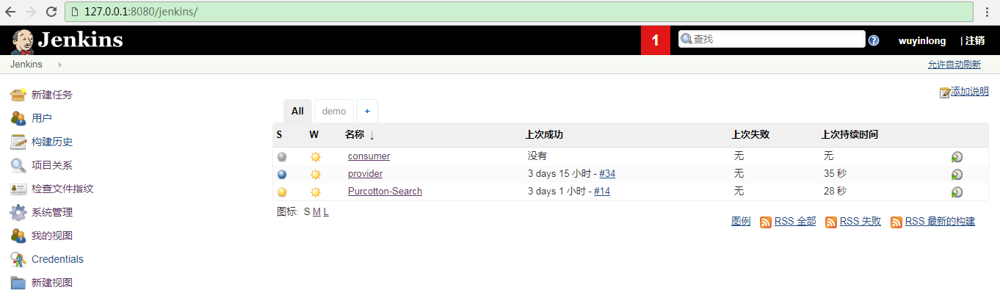 127.0.0.1:8080/jenkins/
Jenkins 1 查找 wuyinlong | 注销
Jenkins 允许自动刷新
添加说明
新建任务
用户
构建历史
项目关系
检查文件指纹
系统管理
我的视图
Credentials
新建视图
All demo +
S W 名称 ↓ 上次成功 上次失败 上次持续时间
consumer 没有 无 无
provider 3 days 15 小时 - #34 无 35 秒
Purcotton-Search 3 days 1 小时 - #14 无 28 秒
图标: S M L
图例 RSS 全部 RSS 失败 RSS 最新的构建